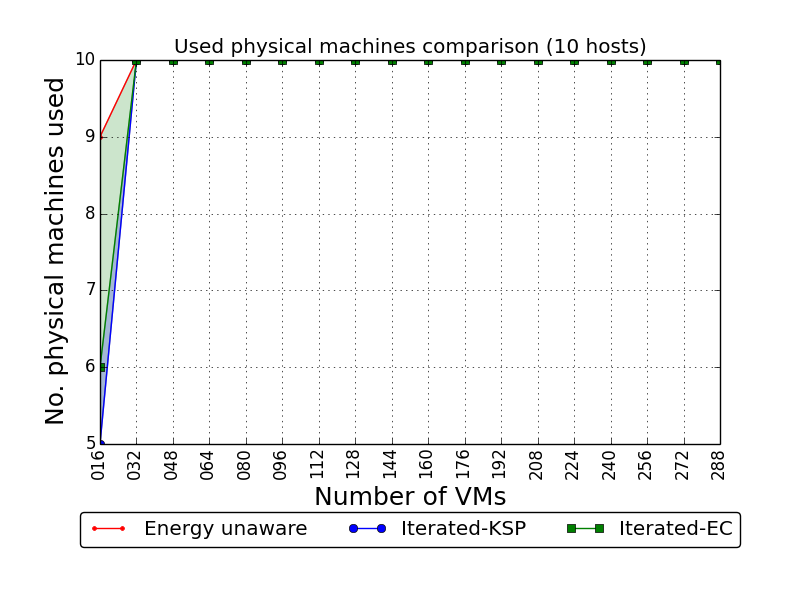 Used physical machines comparison (10 hosts)
No. physical machines used
10
9
8
7
6
5
016 032 048 064 080 096 112 128 144 160 176 192 208 224 240 256 272 288
Number of VMs
Energy unaware Iterated-KSP Iterated-EC